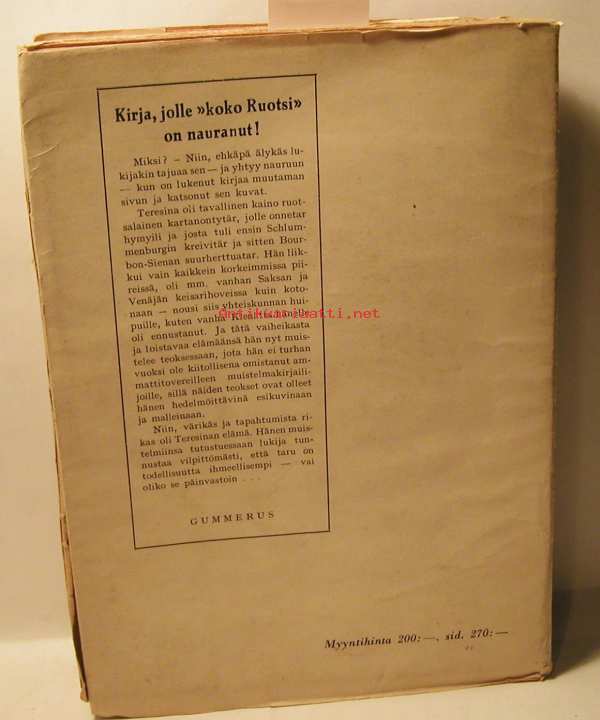 Kirja, jolle »koko Ruotsi»
on nauranut!
Miksi? – Niin, ehkäpä älykäs lu-
kijakin tajuaa sen — ja yhtyy nauruun
— kun on lukenut kirjaa muutaman
sivun ja katsonut sen kuvat.
Teresina oli tavallinen kaino ruot-
salainen kartanontytär, jolle onnetar
hymyili ja josta tuli ensin Schlum-
menburgin kreivitär ja sitten Bour-
bon-Sienan suurherttuatar. Hän liik-
kui vain kaikkein korkeimmissa pii-
reissä, oli mm. vanhan Saksan ja
Venäjän keisarihoveissa kuin koto-
naan — nousi siis yhteiskunnan hui-
puille, kuten vanha
oli ennustanut. Ja tätä vaiheikasta
ja loistavaa elämäänsä hän nyt muis-
telee teoksessaan, jota hän ei turhan
vuoksi ole kiitollisena omistanut am-
mattitovereilleen muistelmakirjaili-
joille, sillä näiden teokset ovat olleet
hänen hedelmöittävinä esikuvinaan
ja malleinaan.
Niin, värikäs ja tapahtumista ri-
kas oli Teresinan elämä. Hänen muis-
telmiinsa tutustuessaan lukija tun-
nustaa vilpittömästi, että taru on
todellisuutta ihmeellisempi — vai
oliko se päinvastoin . . .
GUMMERUS
Antikvariaatti.net
Myyntihinta 200:—, sid. 270:—